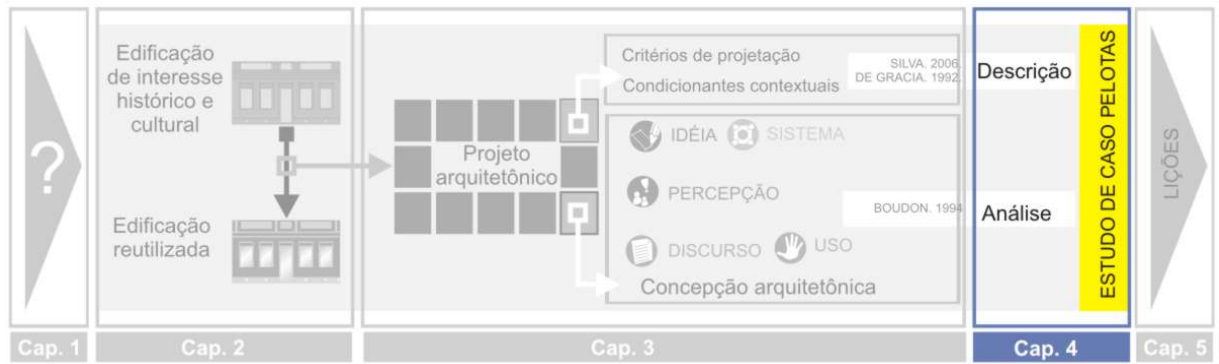 ?
Edificação
de interesse
histórico e
cultural
Edificação
reutilizada
Projeto
arquitetônico
Critérios de projetação
Condicionantes contextuais
SILVA. 2006.
DE GRACIA. 1992.
IDÉIA
SISTEMA
PERCEPÇÃO
BOUDON. 1994
DISCURSO
USO
Concepção arquitetônica
Descrição
Análise
ESTUDO DE CASO PELOTAS
LIÇÕES
Cap. 1
Cap. 2
Cap. 3
Cap. 4
Cap. 5